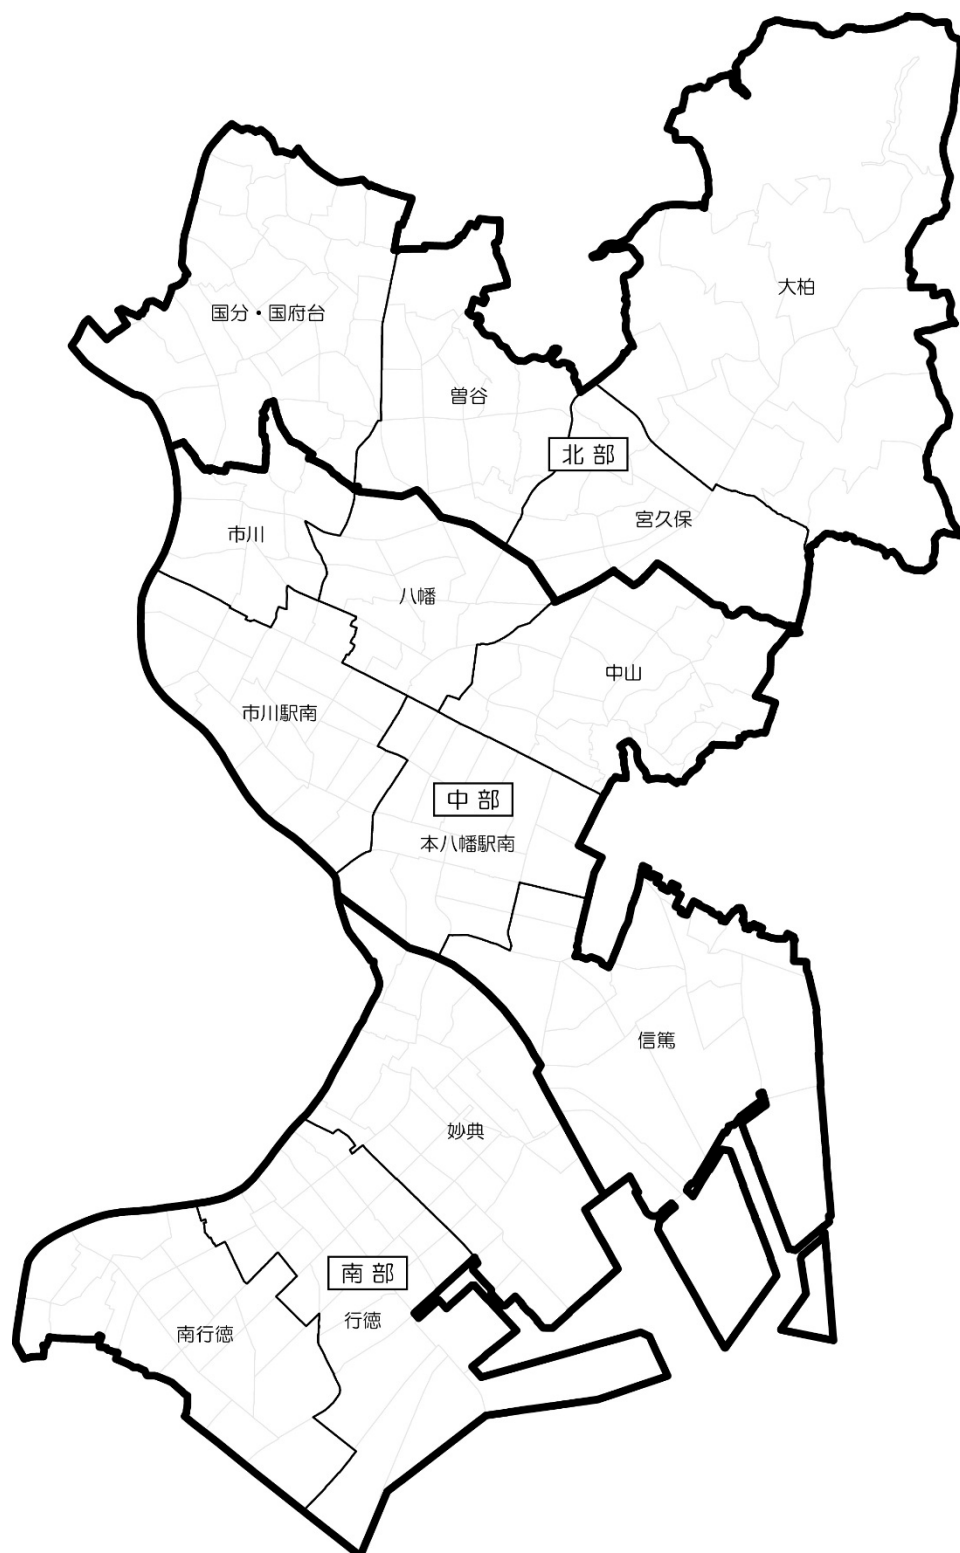 大柏
国分・国府台
曽谷
北部
宮久保
市川
八幡
中山
市川駅南
中部
本八幡駅南
信篤
妙典
南部
行徳
南行徳